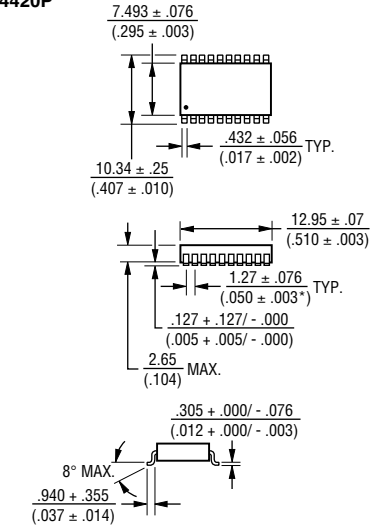 4420P
7.493 ± .076
(.295 ± .003)
.432 ± .056
(.017 ± .002)
TYP.
10.34 ± .25
(.407 ± .010)
12.95 ± .07
(.510 ± .003)
1.27 ± .076
(.050 ± .003*)
TYP.
.127 + .127/ - .000
(.005 + .005/ - .000)
2.65
(.104)
MAX.
.305 + .000/ - .076
(.012 + .000/ - .003)
8° MAX.
.940 + .355
(.037 ± .014)